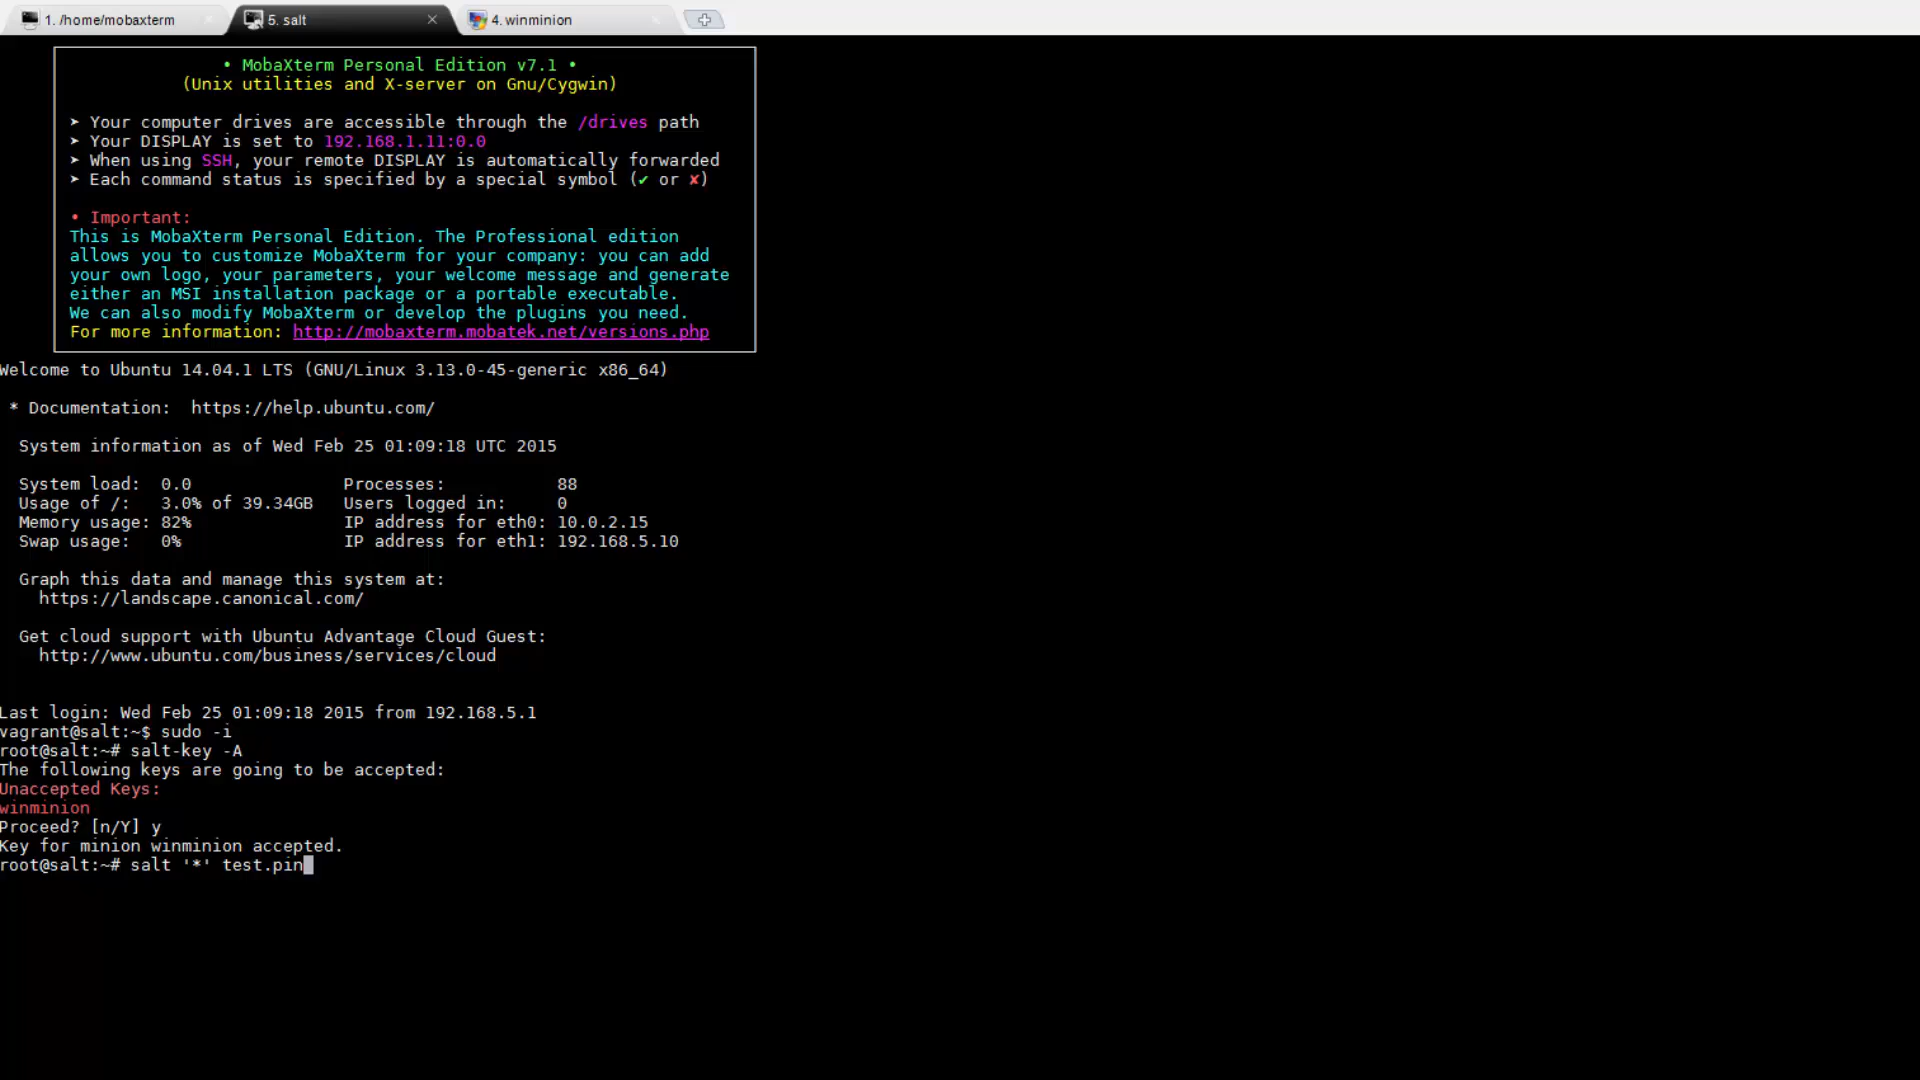 1. /home/mobaxterm
5. salt
4. winminion
• MobaXterm Personal Edition v7.1 •
(Unix utilities and X-server on Gnu/Cygwin)
➤ Your computer drives are accessible through the /drives path
➤ Your DISPLAY is set to 192.168.1.11:0.0
➤ When using SSH, your remote DISPLAY is automatically forwarded
➤ Each command status is specified by a special symbol (✔ or ✘)
• Important:
This is MobaXterm Personal Edition. The Professional edition
allows you to customize MobaXterm for your company: you can add
your own logo, your parameters, your welcome message and generate
either an MSI installation package or a portable executable.
We can also modify MobaXterm or develop the plugins you need.
For more information: http://mobaxterm.mobatek.net/versions.php
Welcome to Ubuntu 14.04.1 LTS (GNU/Linux 3.13.0-45-generic x86_64)
* Documentation:  https://help.ubuntu.com/
System information as of Wed Feb 25 01:09:18 UTC 2015
System load:  0.0               Processes:           88
Usage of /:   3.0% of 39.34GB   Users logged in:     0
Memory usage: 82%               IP address for eth0: 10.0.2.15
Swap usage:   0%                IP address for eth1: 192.168.5.10
Graph this data and manage this system at:
https://landscape.canonical.com/
Get cloud support with Ubuntu Advantage Cloud Guest:
http://www.ubuntu.com/business/services/cloud
Last login: Wed Feb 25 01:09:18 2015 from 192.168.5.1
vagrant@salt:~$ sudo -i
root@salt:~# salt-key -A
The following keys are going to be accepted:
Unaccepted Keys:
winminion
Proceed? [n/Y] y
Key for minion winminion accepted.
root@salt:~# salt '*' test.pin